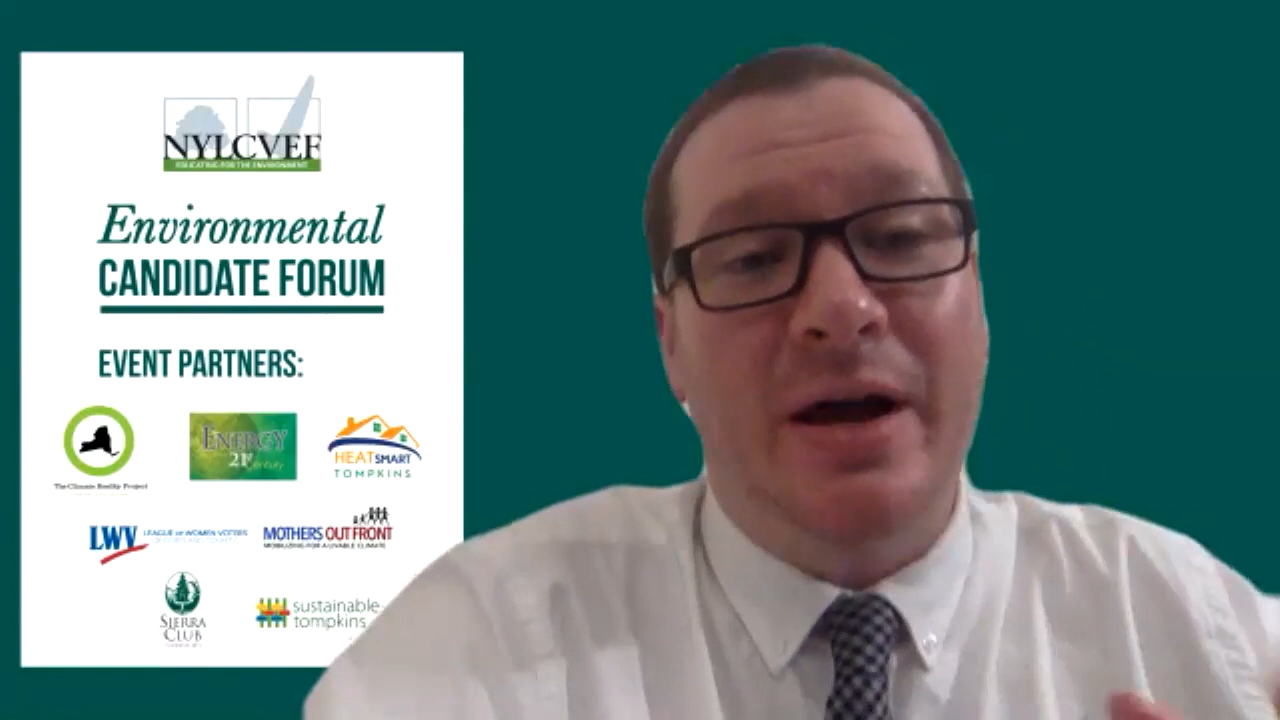 NYLCVEF
EDUCATING FOR THE ENVIRONMENT
Environmental
CANDIDATE FORUM
EVENT PARTNERS:
The Climate Reality Project
ENERGY
21st Century
HEATSMART
TOMPKINS
LWV LEAGUE OF WOMEN VOTERS
MOTHERS OUT FRONT
MOBILIZING FOR A LIVABLE CLIMATE
SIERRA
CLUB
sustainable
tompkins